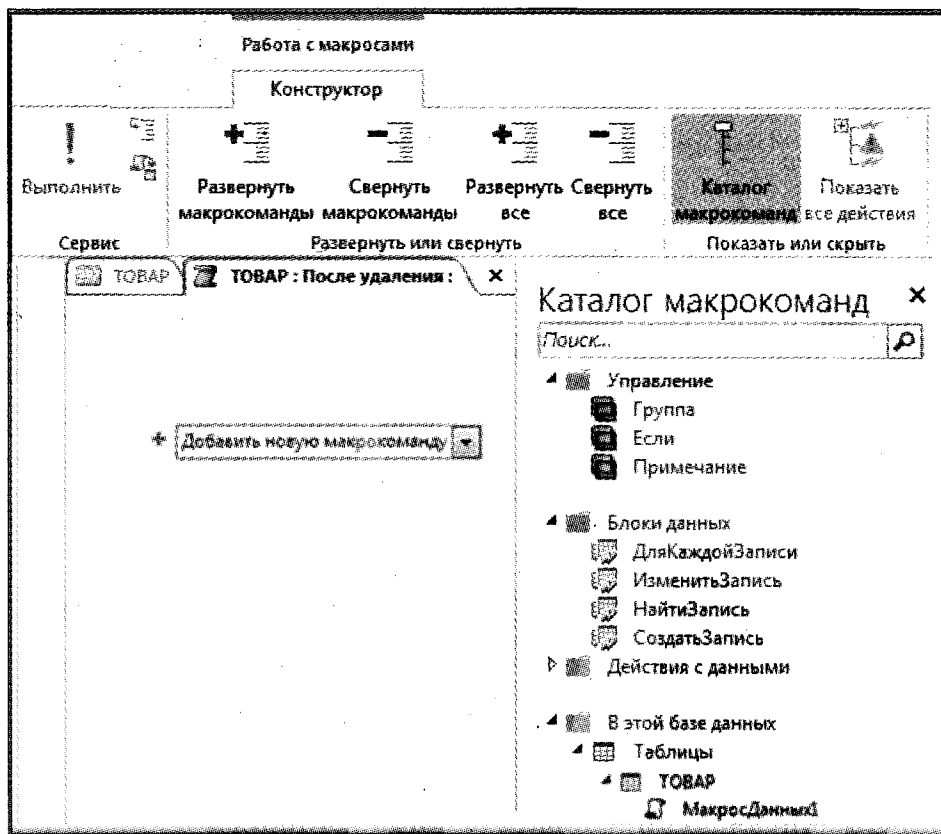 Работа с макросами
Конструктор
Выполнить
Развернуть макрокоманды
Свернуть макрокоманды
Развернуть все
Свернуть все
Каталог макрокоманд
Показать все действия
Сервис
Развернуть или свернуть
Показать или скрыть
ТОВАР
ТОВАР : После удаления :
Добавить новую макрокоманду
Каталог макрокоманд
Поиск...
Управление
Группа
Если
Примечание
Блоки данных
ДляКаждойЗаписи
ИзменитьЗапись
НайтиЗапись
СоздатьЗапись
Действия с данными
В этой базе данных
Таблицы
ТОВАР
МакросДанных1